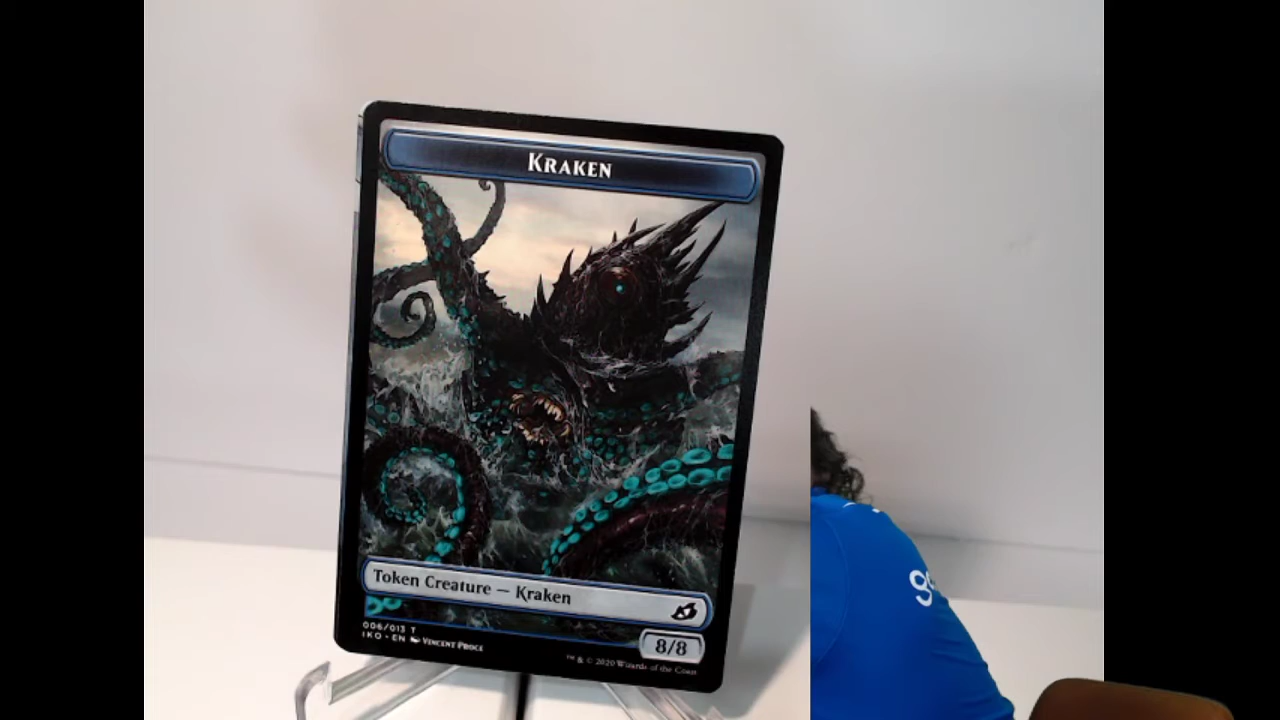 KRAKEN
Token Creature — Kraken
8/8
006/013 T
IKO • EN VINCENT PROCE
™ & © 2020 Wizards of the Coast